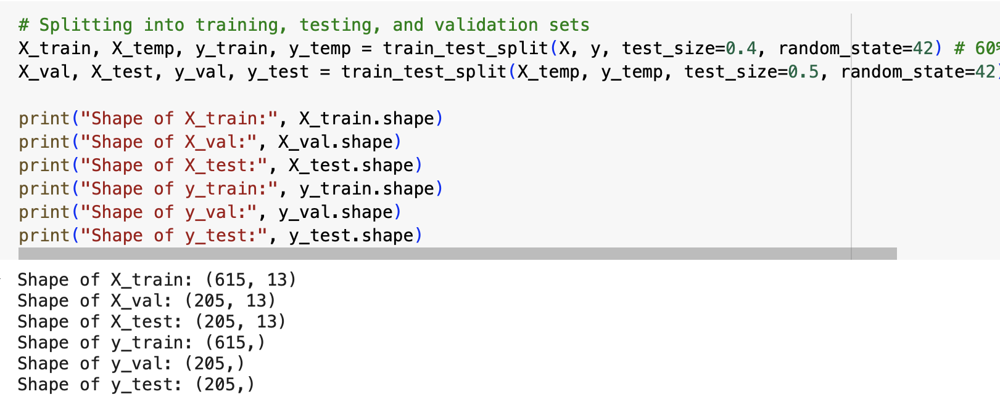 # Splitting into training, testing, and validation sets
X_train, X_temp, y_train, y_temp = train_test_split(X, y, test_size=0.4, random_state=42) # 60%
X_val, X_test, y_val, y_test = train_test_split(X_temp, y_temp, test_size=0.5, random_state=42)
print("Shape of X_train:", X_train.shape)
print("Shape of X_val:", X_val.shape)
print("Shape of X_test:", X_test.shape)
print("Shape of y_train:", y_train.shape)
print("Shape of y_val:", y_val.shape)
print("Shape of y_test:", y_test.shape)
Shape of X_train: (615, 13)
Shape of X_val: (205, 13)
Shape of X_test: (205, 13)
Shape of y_train: (615,)
Shape of y_val: (205,)
Shape of y_test: (205,)